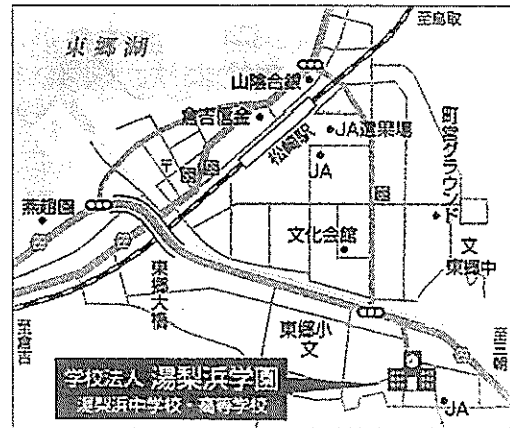 至鳥取
東郷湖
山陰合銀
倉吉信金
松崎駅
JA選果場
JA
町営グラウンド
燕趙園
文化会館
文
東郷中
東郷大橋
至倉吉
東郷小
文
至三朝
学校法人 湯梨浜学園
湯梨浜中学校・高等学校
JA